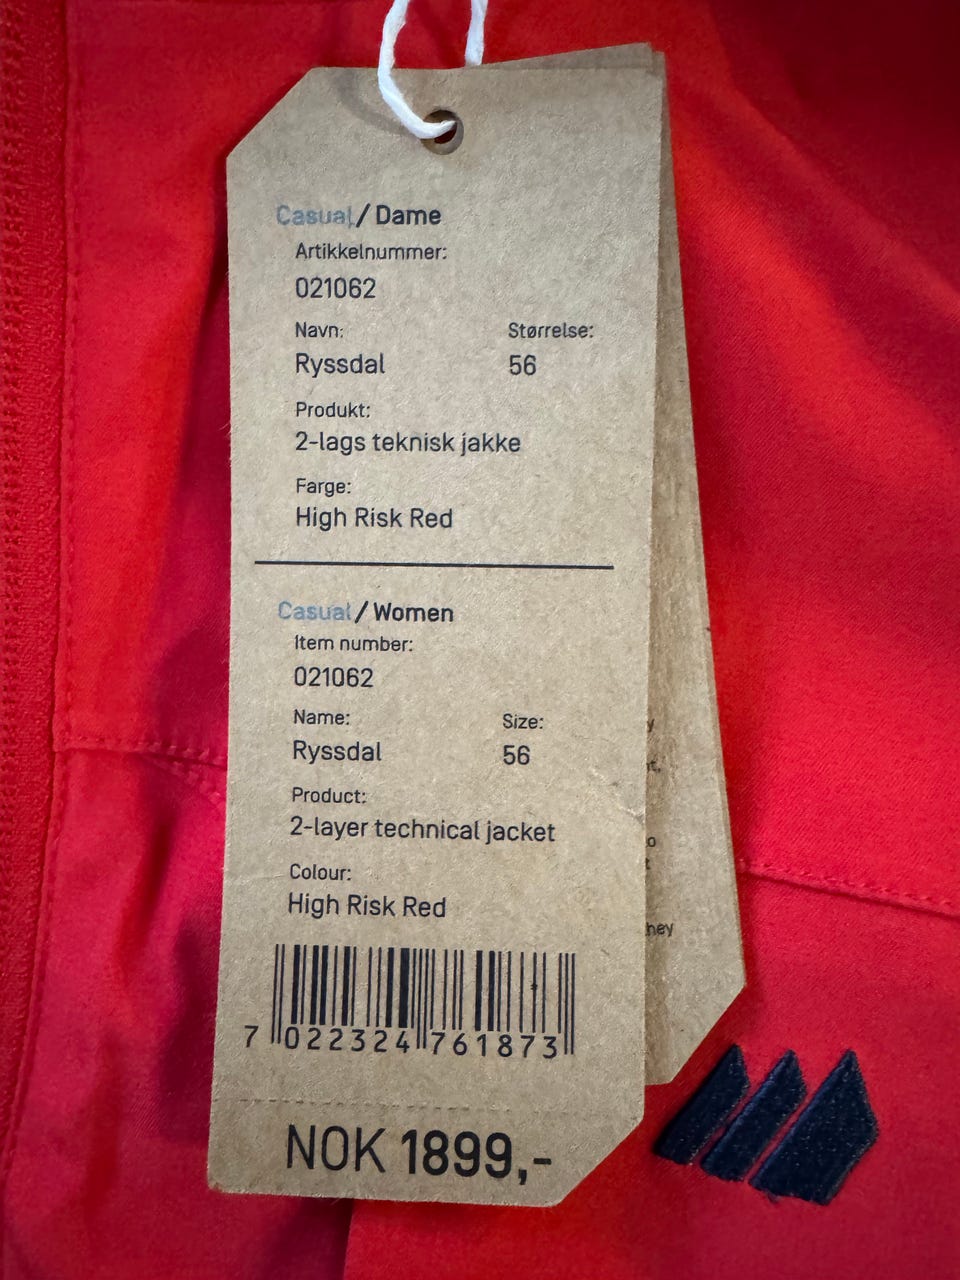 Casual / Dame
Artikkelnummer:
021062
Navn: Størrelse:
Ryssdal 56
Produkt:
2-lags teknisk jakke
Farge:
High Risk Red
Casual / Women
Item number:
021062
Name: Size:
Ryssdal 56
Product:
2-layer technical jacket
Colour:
High Risk Red
7 022324 761873
NOK 1899,-